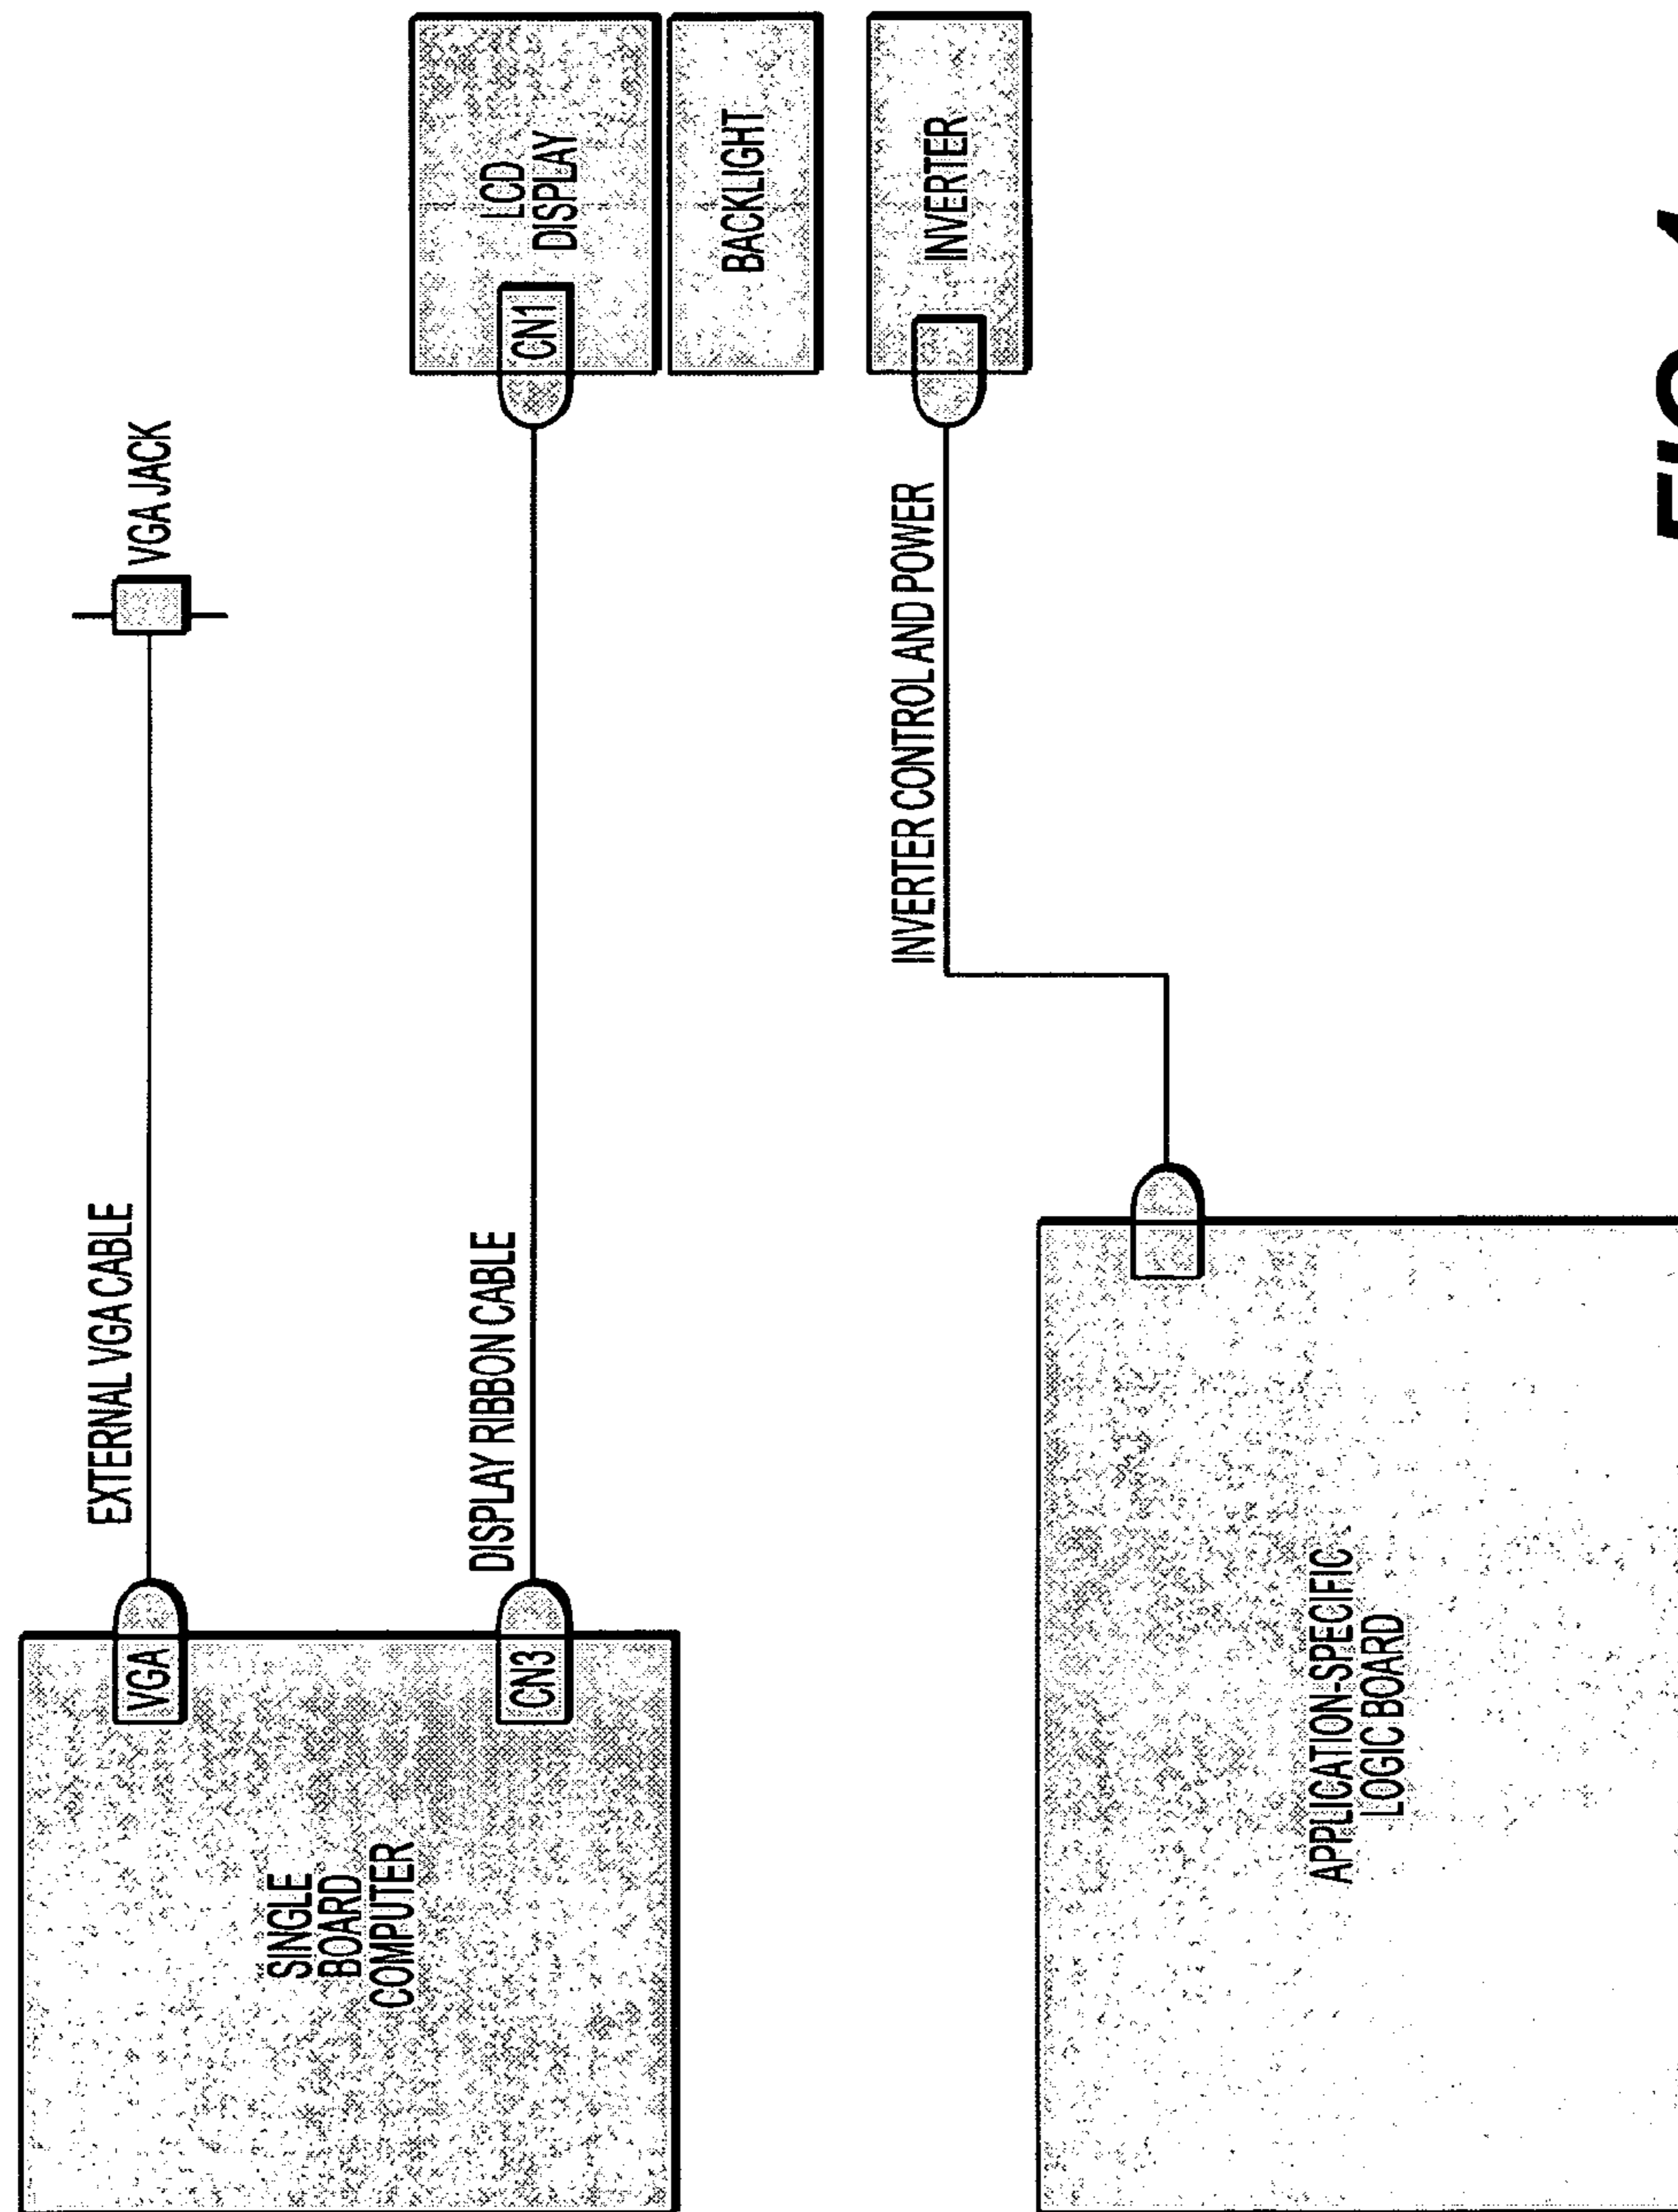 EXTERNAL VGA CABLE
VGA JACK
VGA
SINGLE
BOARD
COMPUTER
DISPLAY RIBBON CABLE
CN3
CN1
LCD
DISPLAY
BACKLIGHT
INVERTER CONTROL AND POWER
INVERTER
APPLICATION-SPECIFIC
LOGIC BOARD